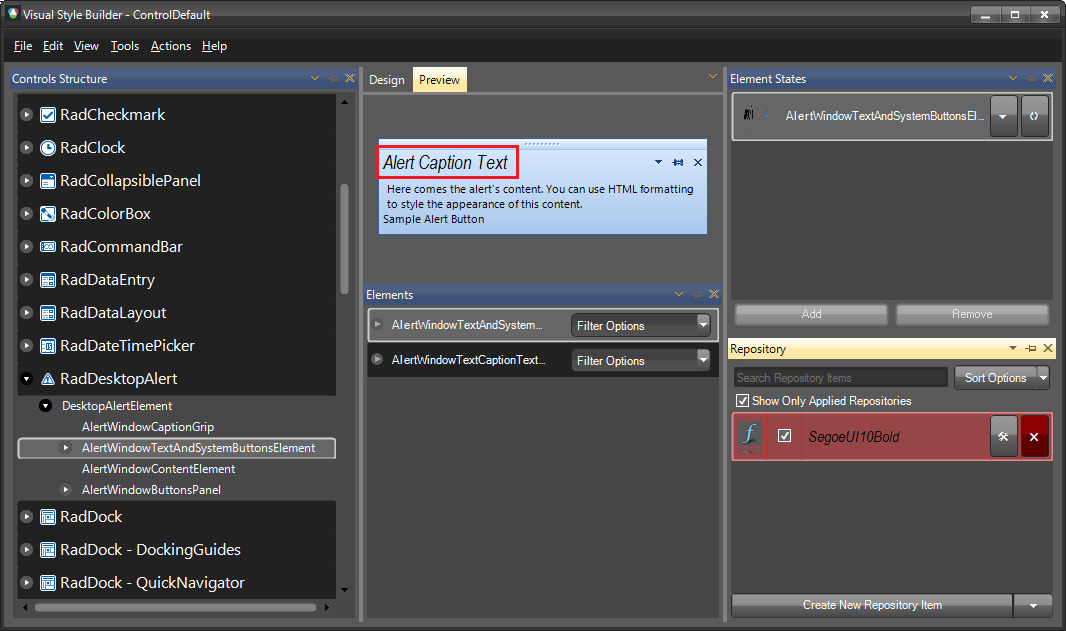 Visual Style Builder - ControlDefault
File Edit View Tools Actions Help
Controls Structure
RadCheckmark
RadClock
RadCollapsiblePanel
RadColorBox
RadCommandBar
RadDataEntry
RadDataLayout
RadDateTimePicker
RadDesktopAlert
DesktopAlertElement
AlertWindowCaptionGrip
AlertWindowTextAndSystemButtonsElement
AlertWindowContentElement
AlertWindowButtonsPanel
RadDock
RadDock - DockingGuides
RadDock - QuickNavigator
Design Preview
Alert Caption Text
Here comes the alert's content. You can use HTML formatting
to style the appearance of this content.
Sample Alert Button
Elements
AlertWindowTextAndSystem... Filter Options
AlertWindowTextCaptionText... Filter Options
Element States
AlertWindowTextAndSystemButtonsEl...
Add Remove
Repository
Search Repository Items Sort Options
Show Only Applied Repositories
SegoeUI10Bold
Create New Repository Item